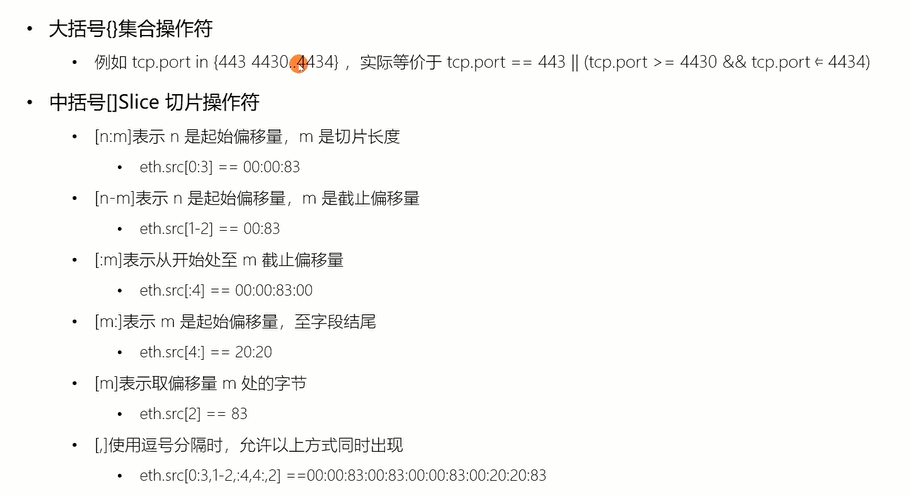 大括号{}集合操作符
例如 tcp.port in {443 4430..4434} ，实际等价于 tcp.port == 443 || (tcp.port >= 4430 && tcp.port ⇐ 4434)
中括号[]Slice 切片操作符
[n:m]表示 n 是起始偏移量，m 是切片长度
eth.src[0:3] == 00:00:83
[n-m]表示 n 是起始偏移量，m 是截止偏移量
eth.src[1-2] == 00:83
[:m]表示从开始处至 m 截止偏移量
eth.src[:4] == 00:00:83:00
[m:]表示 m 是起始偏移量，至字段结尾
eth.src[4:] == 20:20
[m]表示取偏移量 m 处的字节
eth.src[2] == 83
[,]使用逗号分隔时，允许以上方式同时出现
eth.src[0:3,1-2,:4,4:,2] ==00:00:83:00:83:00:00:83:00:20:20:83